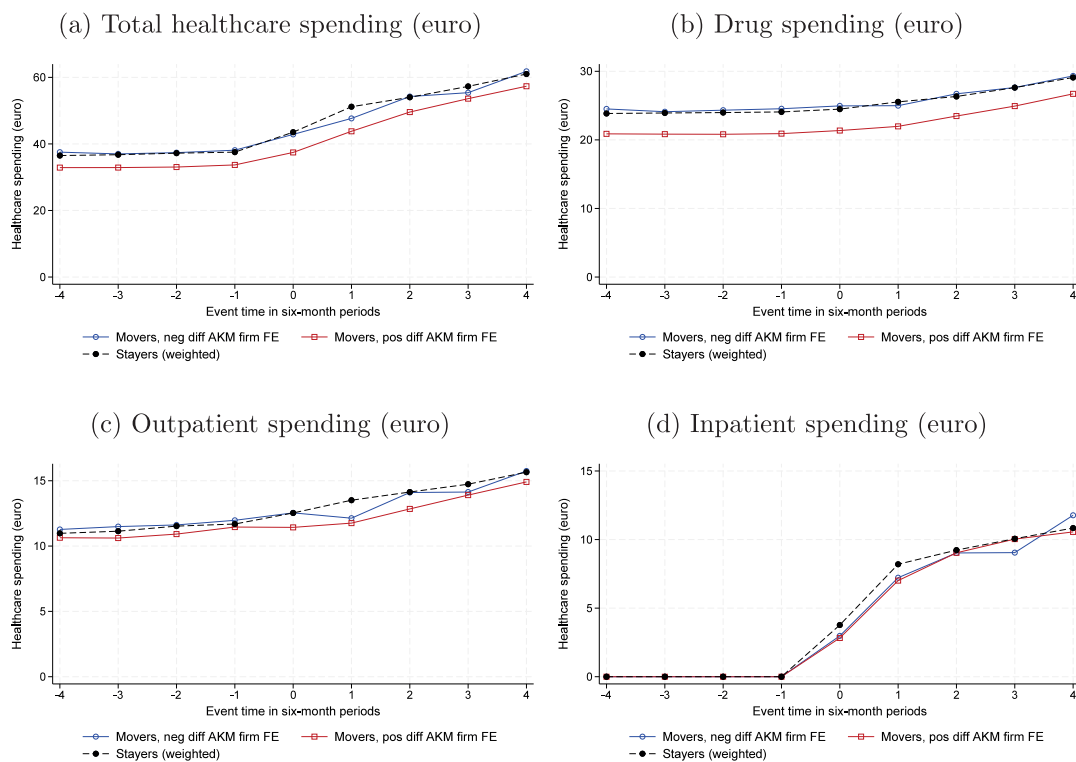 (a) Total healthcare spending (euro)
Healthcare spending (euro)
60
40
20
0
-4 -3 -2 -1 0 1 2 3 4
Event time in six-month periods
Movers, neg diff AKM firm FE Movers, pos diff AKM firm FE
Stayers (weighted)
(b) Drug spending (euro)
Healthcare spending (euro)
30
20
10
0
-4 -3 -2 -1 0 1 2 3 4
Event time in six-month periods
Movers, neg diff AKM firm FE Movers, pos diff AKM firm FE
Stayers (weighted)
(c) Outpatient spending (euro)
Healthcare spending (euro)
15
10
5
0
-4 -3 -2 -1 0 1 2 3 4
Event time in six-month periods
Movers, neg diff AKM firm FE Movers, pos diff AKM firm FE
Stayers (weighted)
(d) Inpatient spending (euro)
Healthcare spending (euro)
15
10
5
0
-4 -3 -2 -1 0 1 2 3 4
Event time in six-month periods
Movers, neg diff AKM firm FE Movers, pos diff AKM firm FE
Stayers (weighted)